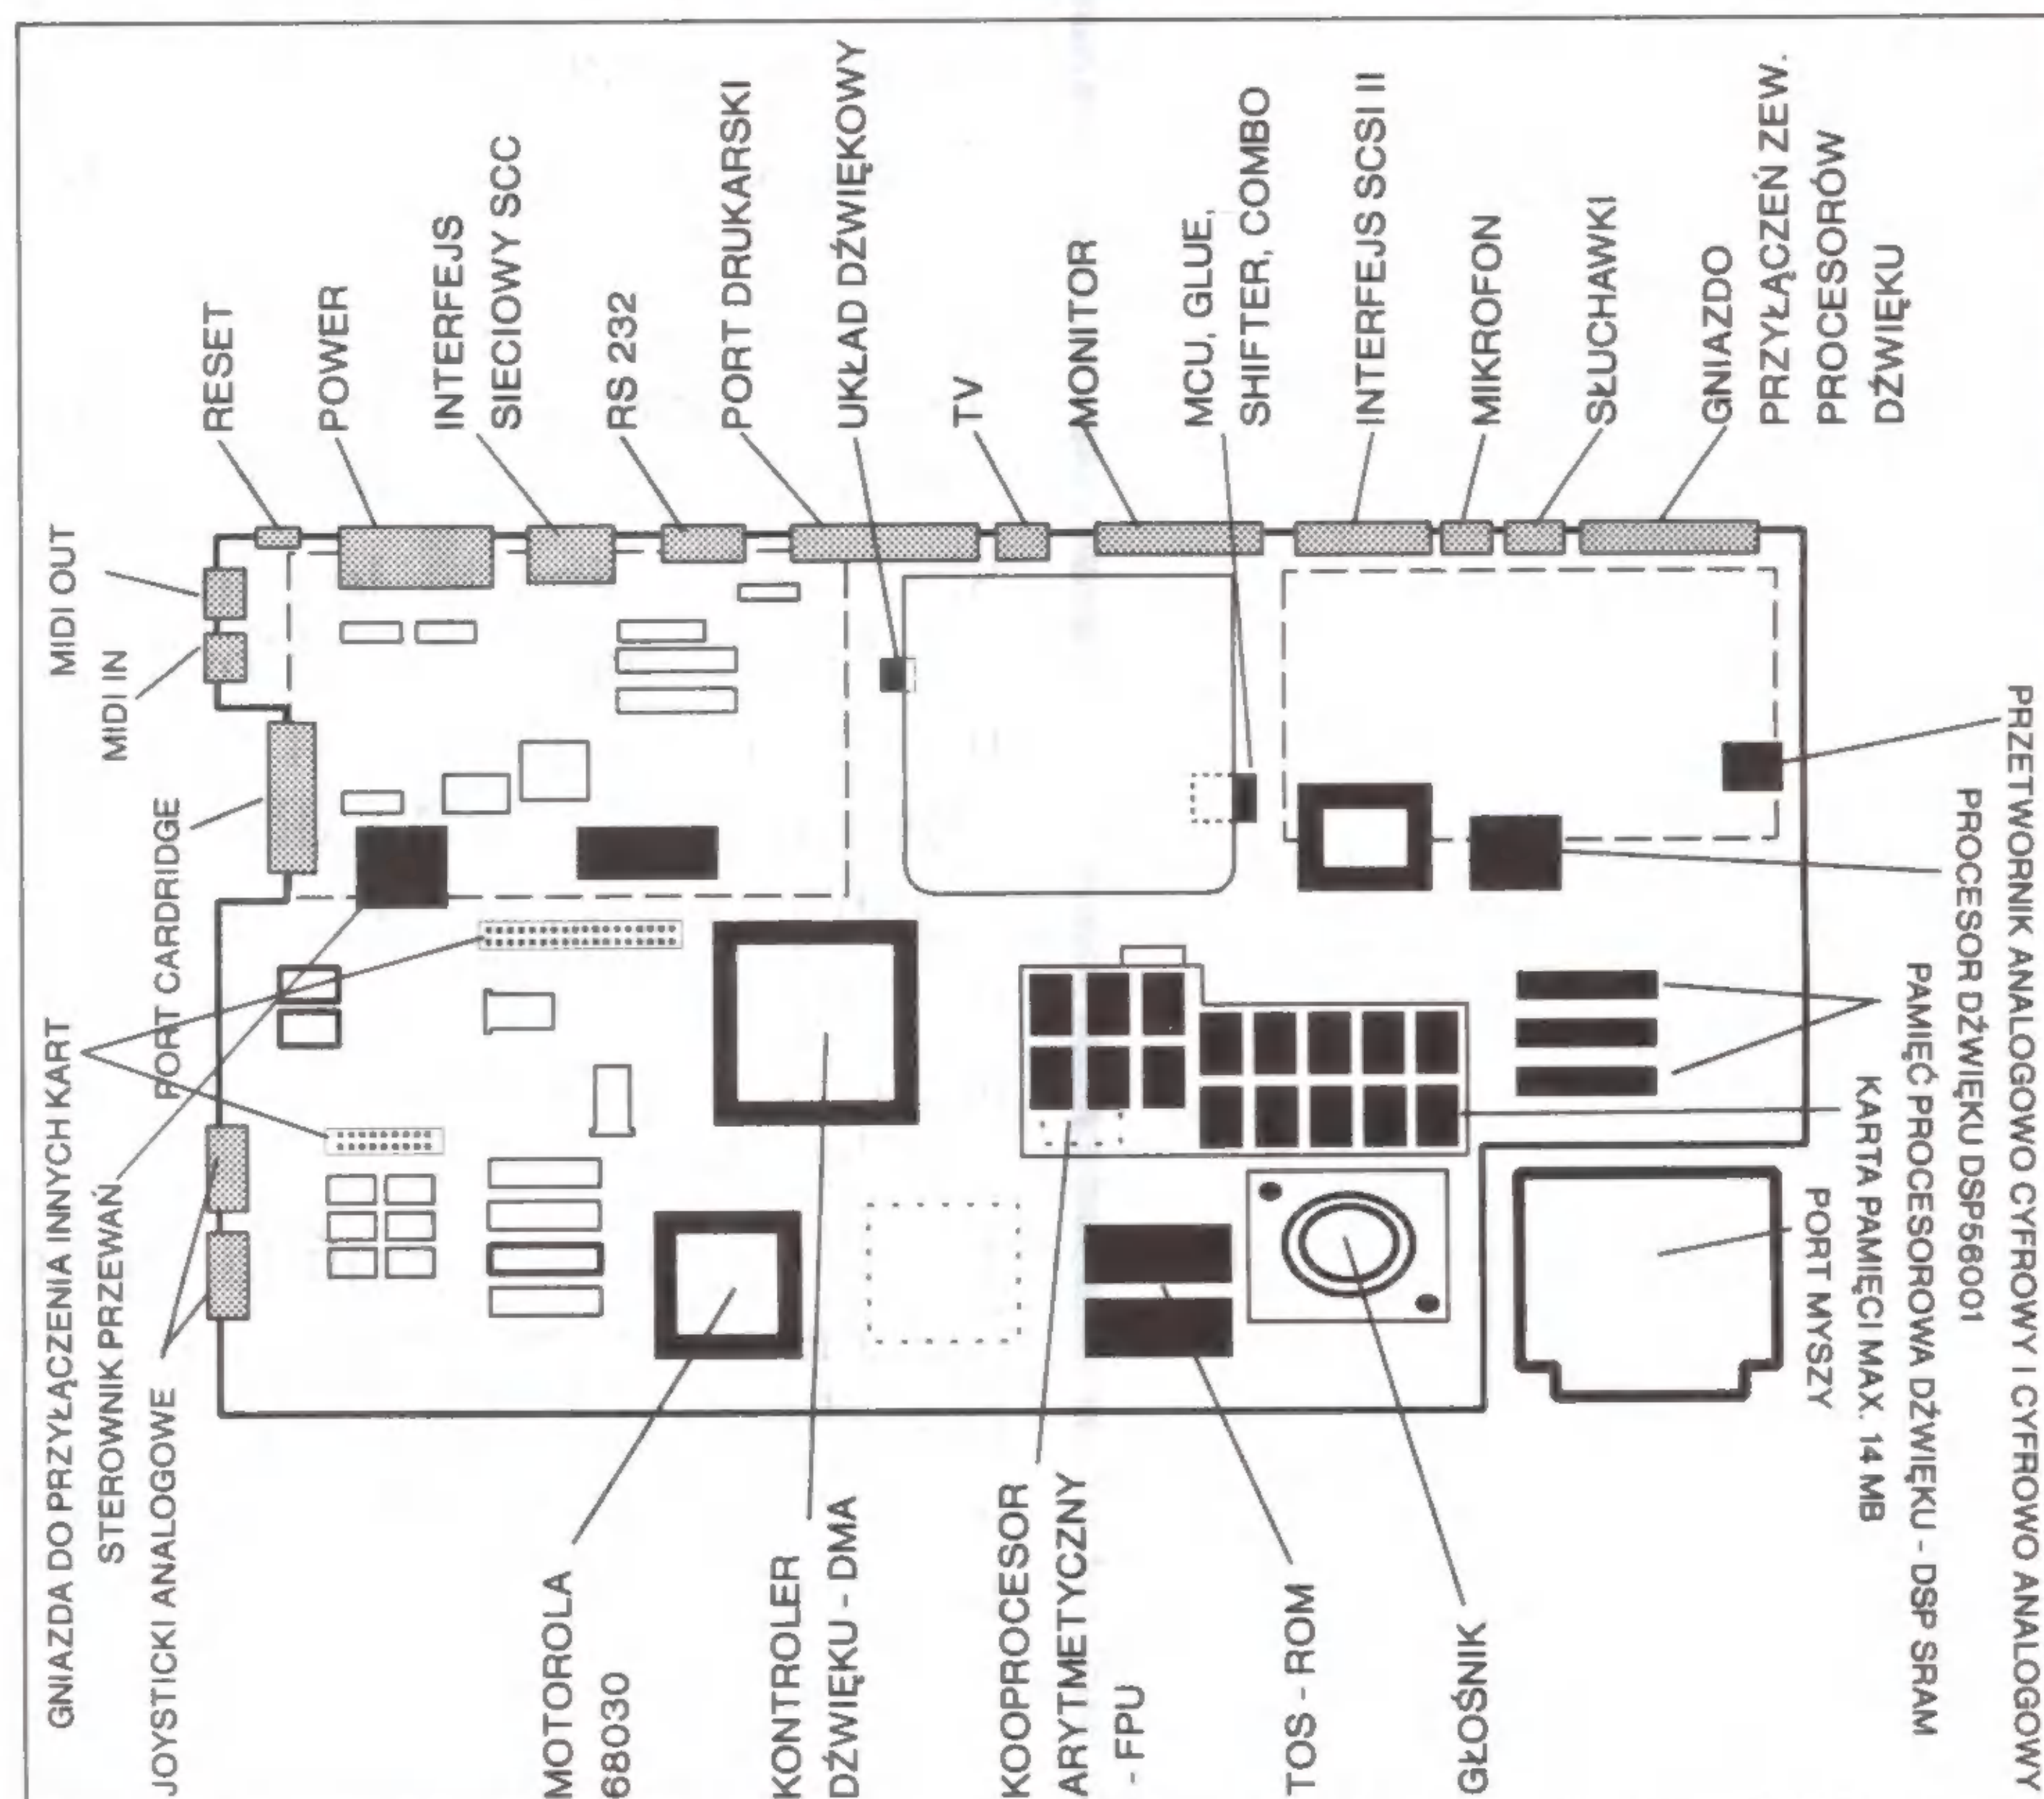 RESET
POWER
INTERFEJS
SIECIOWY SCC
RS 232
PORT DRUKARSKI
UKŁAD DŹWIĘKOWY
TV
MONITOR
MCU, GLUE,
SHIFTER, COMBO
INTERFEJS SCSI II
MIKROFON
SŁUCHAWKI
GNIAZDO
PRZYŁĄCZEŃ ZEW.
PROCESORÓW
DŹWIĘKU
MIDI OUT
MIDI IN
PORT CARDRIDGE
GNIAZDA DO PRZYŁĄCZENIA INNYCH KART
STEROWNIK PRZEWAŃ
JOYSTICKI ANALOGOWE
MOTOROLA
68030
KONTROLER
DŹWIĘKU - DMA
KOOPROCESOR
ARYTMETYCZNY
- FPU
TOS - ROM
GŁOŚNIK
PORT MYSZY
KARTA PAMIĘCI MAX. 14 MB
PAMIĘĆ PROCESOROWA DŹWIĘKU - DSP SRAM
PROCESOR DŹWIĘKU DSP56001
PRZETWORNIK ANALOGOWO CYFROWY I CYFROWO ANALOGOWY